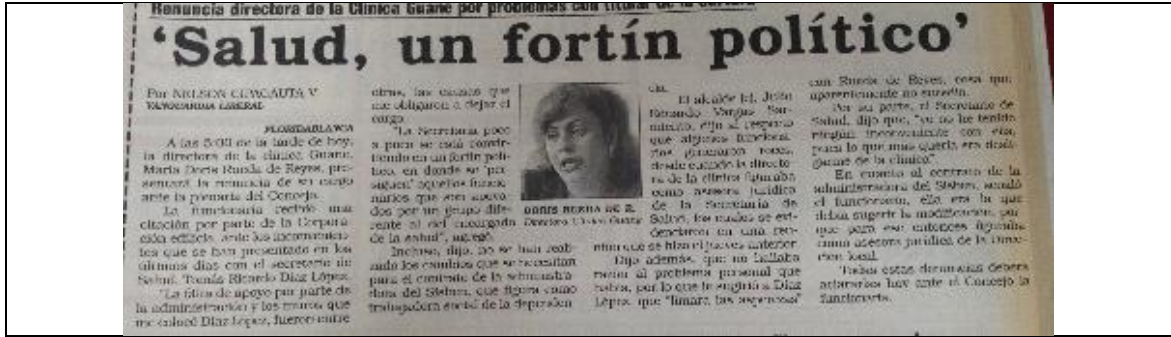 Renuncia directora de la Clínica Guane por problemas con titular de la cartera
‘Salud, un fortín político’
Por NELSON CHACAUTA V
VANGUARDIA LIBERAL
FLORIDABLANCA
A las 5:00 de la tarde de hoy,
la directora de la clínica Guane,
María Doris Rueda de Reyes, pre-
sentará la renuncia de su cargo
ante la plenaria del Concejo.
La funcionaria recibió una
citación por parte de la Corpora-
ción edilicia, ante los inconvenien-
tes que se han presentado en los
últimos días con el secretario de
Salud, Tomás Ricardo Díaz López.
"La falta de apoyo por parte de
la administración y los trancos que
me colocó Díaz López, fueron entre
otras, las causas que
me obligaron a dejar el
cargo.
"La Secretaría poco
a poco se está convir-
tiendo en un fortín polí-
tico, en donde se 'per-
siguen' aquellos funcio-
narios que son apoya-
dos por un grupo dife-
rente al del encargado
de la salud", agregó.
Incluso, dijo, no se han reali-
zado los cambios que se necesitan
para el contrato de la administra-
dora del Sisben, que figura como
trabajadora social de la dependen-
cia.
DORIS RUEDA DE R.
Directora Clínica Guane
El alcalde (e), Juan
Bernardo Vargas Sar-
miento, dijo al respecto
que algunos funciona-
rios generaron roces,
desde cuando la directo-
ra de la clínica figuraba
como asesora jurídica
de la Secretaría de
Salud, los cuales se evi-
denciaron en una reu-
nión que se hizo el jueves anterior.
Dijo además, que no hallaba
razón al problema personal que
había, por lo que le sugirió a Díaz
López que "limara las asperezas"
con Rueda de Reyes, cosa que
aparentemente no sucedió.
Por su parte, el Secretario de
Salud, dijo que, "yo no he tenido
ningún inconveniente con ella,
pues lo que más quería era desli-
garme de la clínica".
En cuanto al contrato de la
administradora del Sisben, señaló
el funcionario, ella era la que
debía sugerir la modificación, por-
que para ese entonces figuraba
como asesora jurídica de la Direc-
ción local.
Todas estas denuncias deberá
aclararlas hoy ante el Concejo la
funcionaria.